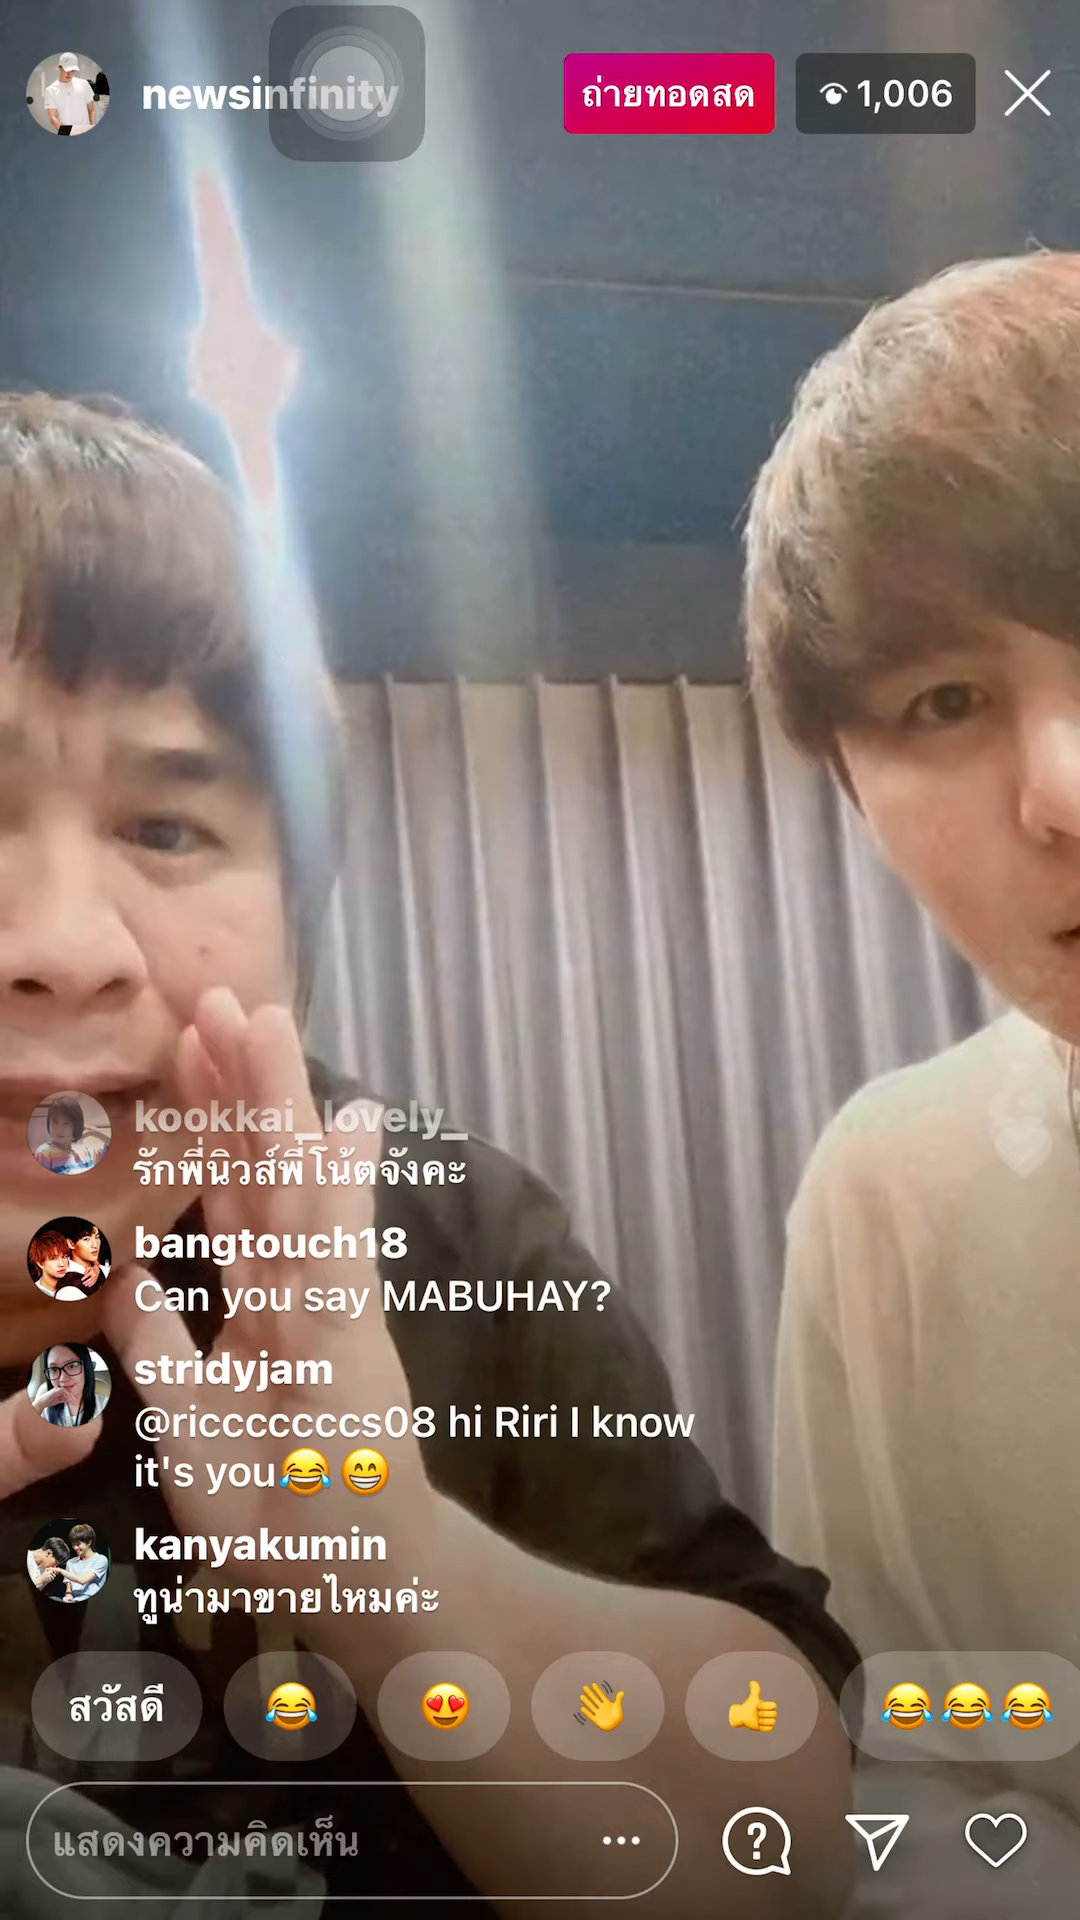 newsinfinity
ถ่ายทอดสด
1,006
kookkai_lovely_
รักพี่นิวส์พี่โน้ตจังคะ
bangtouch18
Can you say MABUHAY?
stridyjam
@ricccccccs08 hi Riri I know
it's you😂😁
kanyakumin
ทูน่ามาขายไหมค่ะ
สวัสดี 😂 😍 👋 👍 😂😂😂
แสดงความคิดเห็น